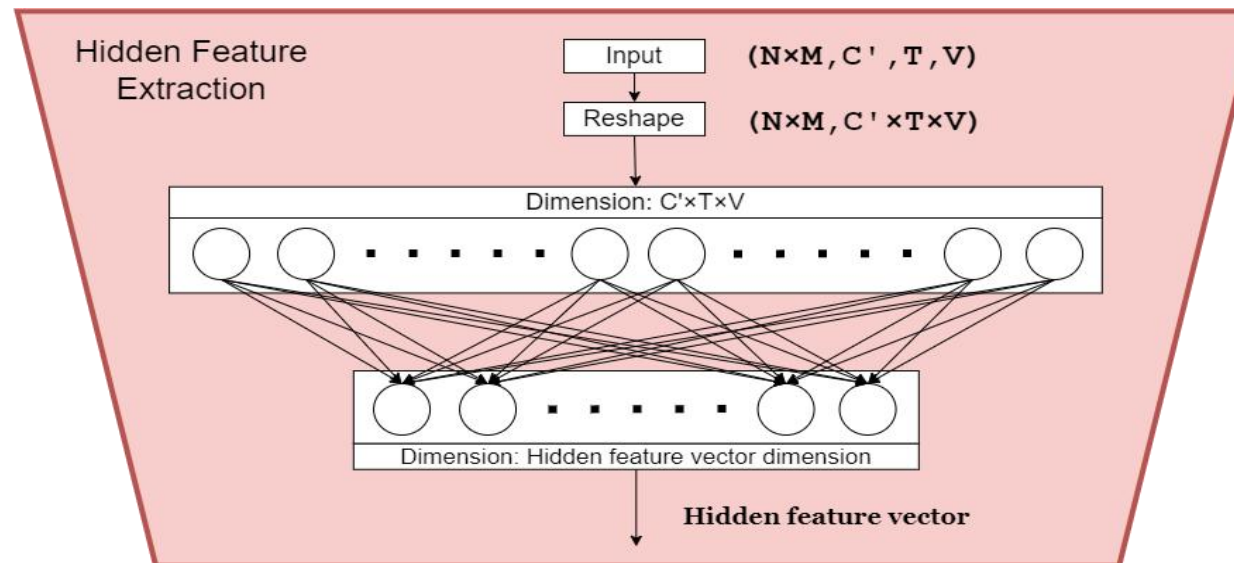 Hidden Feature
Extraction
Input
(N×M,C',T,V)
Reshape
(N×M,C'×T×V)
Dimension: C'×T×V
Dimension: Hidden feature vector dimension
Hidden feature vector